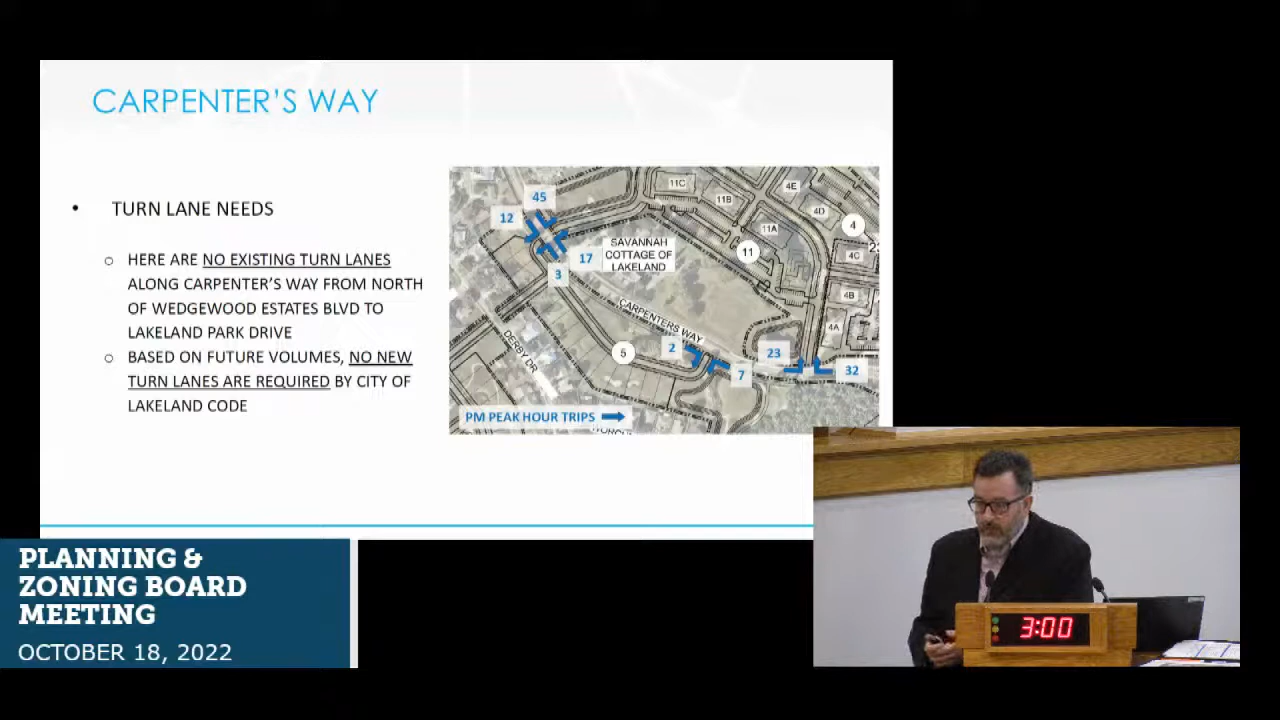 CARPENTER'S WAY
• TURN LANE NEEDS
o HERE ARE NO EXISTING TURN LANES
ALONG CARPENTER'S WAY FROM NORTH
OF WEDGEWOOD ESTATES BLVD TO
LAKELAND PARK DRIVE
o BASED ON FUTURE VOLUMES, NO NEW
TURN LANES ARE REQUIRED BY CITY OF
LAKELAND CODE
45
12
17
3
SAVANNAH
COTTAGE OF
LAKELAND
11C
11B
11A
11
4E
4D
4
4C
4B
4A
CARPENTERS WAY
DERBY DR
5
2
7
23
32
PM PEAK HOUR TRIPS
PLANNING &
ZONING BOARD
MEETING
OCTOBER 18, 2022
3:00